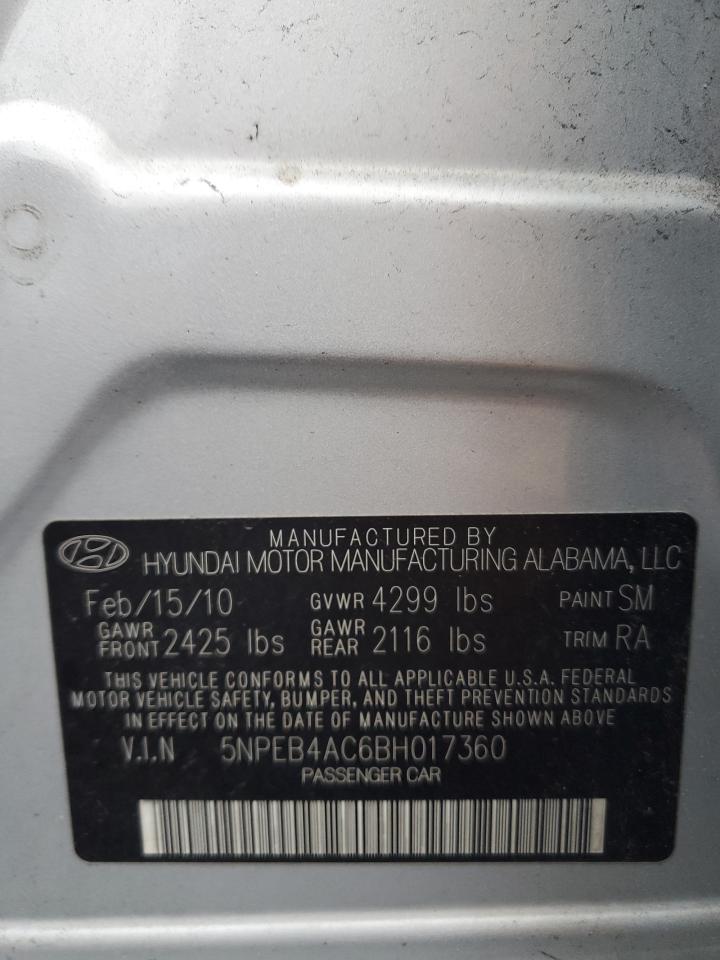 MANUFACTURED BY
HYUNDAI MOTOR MANUFACTURING ALABAMA, LLC
Feb/15/10 GVWR 4299 lbs PAINT SM
GAWR FRONT 2425 lbs GAWR REAR 2116 lbs TRIM RA
THIS VEHICLE CONFORMS TO ALL APPLICABLE U.S.A. FEDERAL
MOTOR VEHICLE SAFETY, BUMPER, AND THEFT PREVENTION STANDARDS
IN EFFECT ON THE DATE OF MANUFACTURE SHOWN ABOVE
V.I.N 5NPEB4AC6BH017360
PASSENGER CAR